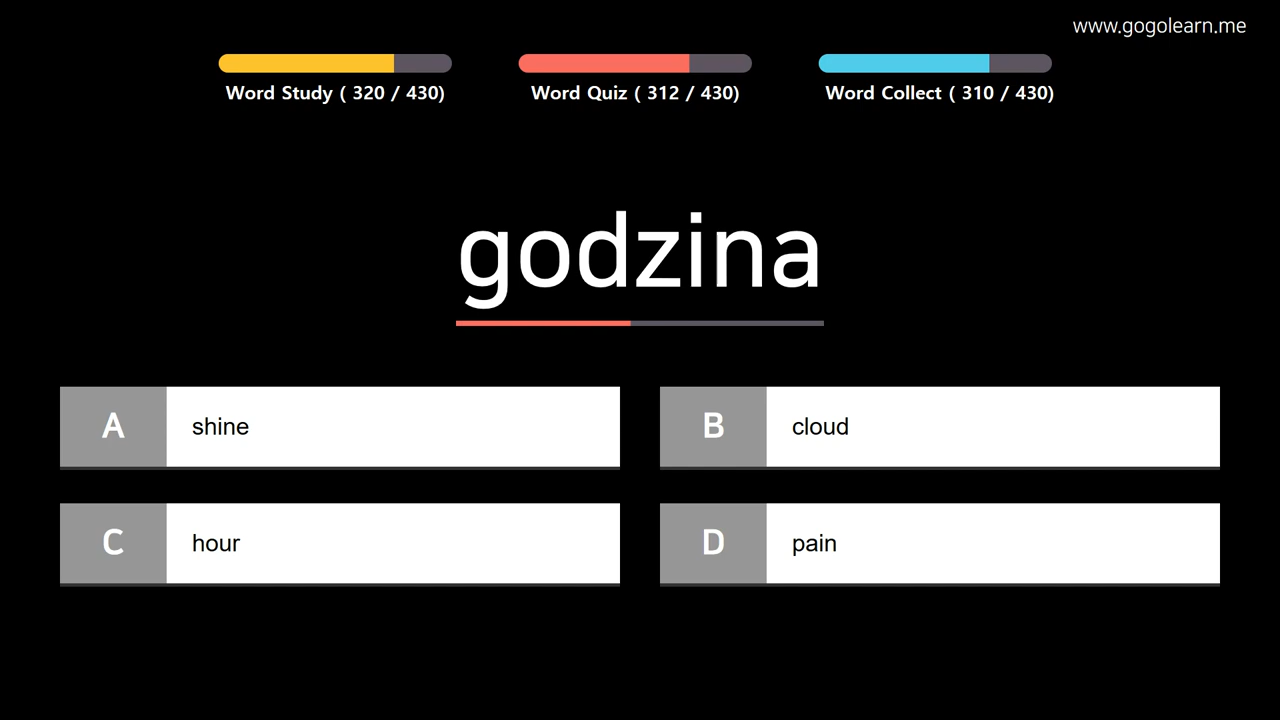 www.gogolearn.me
Word Study ( 320 / 430)
Word Quiz ( 312 / 430)
Word Collect ( 310 / 430)
godzina
A shine
B cloud
C hour
D pain